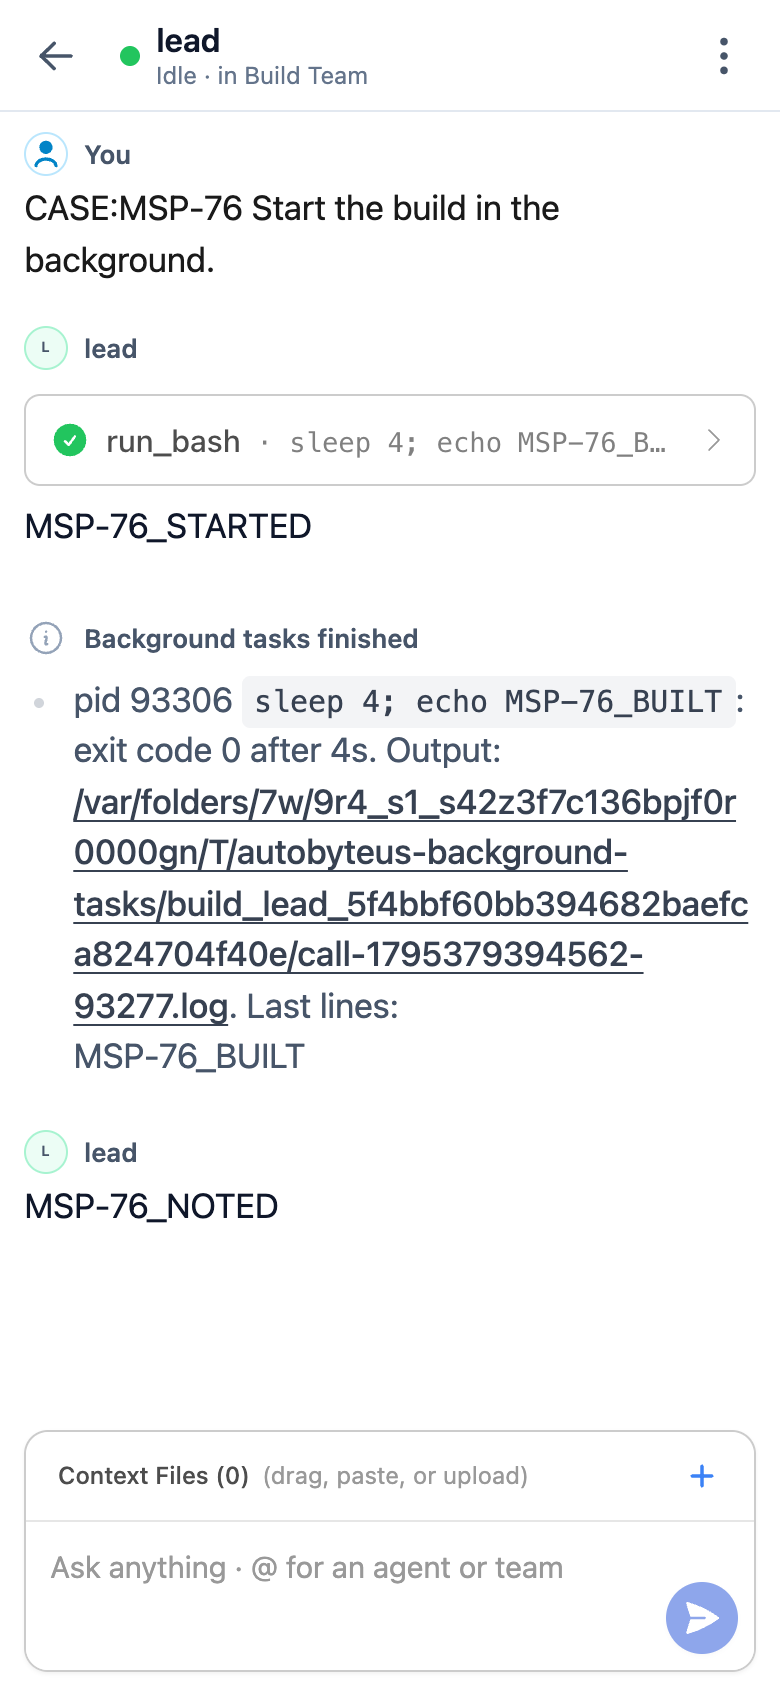 lead
Idle · in Build Team
You
CASE:MSP-76 Start the build in the
background.
L
lead
run_bash · sleep 4; echo MSP-76_B…
MSP-76_STARTED
Background tasks finished
pid 93306 sleep 4; echo MSP-76_BUILT:
exit code 0 after 4s. Output:
/var/folders/7w/9r4_s1_s42z3f7c136bpjf0r
0000gn/T/autobyteus-background-
tasks/build_lead_5f4bbf60bb394682baefc
a824704f40e/call-1795379394562-
93277.log. Last lines:
MSP-76_BUILT
L
lead
MSP-76_NOTED
Context Files (0) (drag, paste, or upload)
Ask anything · @ for an agent or team